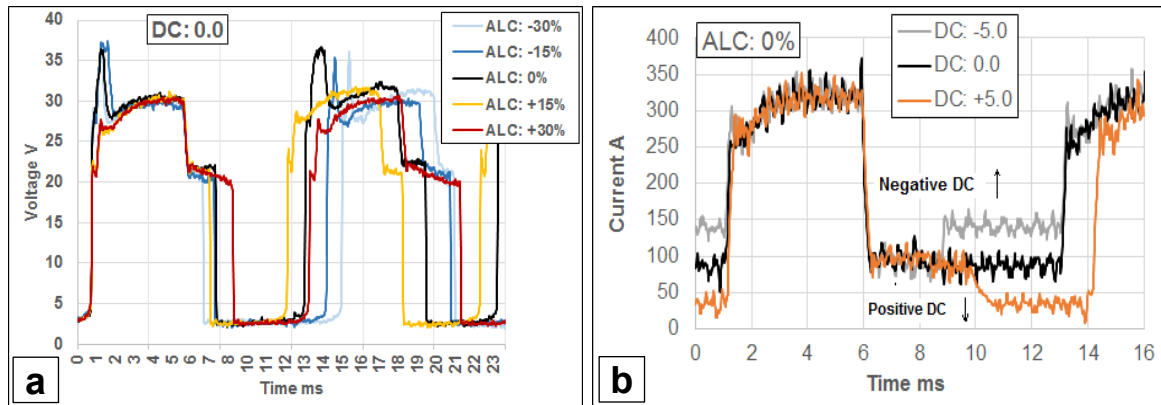 DC: 0.0
ALC: -30%
ALC: -15%
ALC: 0%
ALC: +15%
ALC: +30%
Voltage V
40
35
30
25
20
15
10
5
0
0 1 2 3 4 5 6 7 8 9 10 11 12 13 14 15 16 17 18 19 20 21 22 23
Time ms
a
ALC: 0%
DC: -5.0
DC: 0.0
DC: +5.0
Current A
400
350
300
250
200
150
100
50
0
Negative DC
Positive DC
0 2 4 6 8 10 12 14 16
Time ms
b